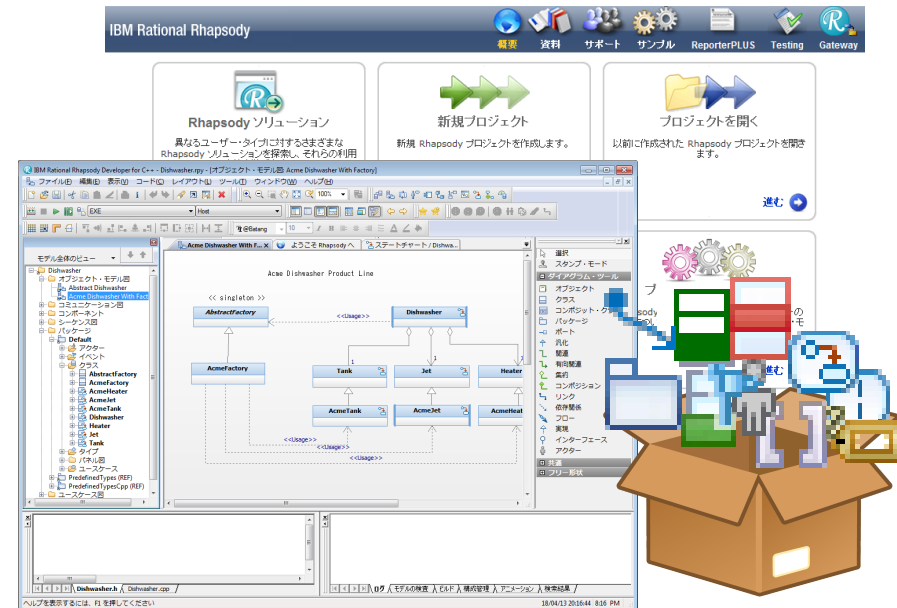 IBM Rational Rhapsody
概要 資料 サポート サンプル ReporterPLUS Testing Gateway
Rhapsody ソリューション
異なるユーザー・タイプに対するさまざまな
Rhapsody ソリューションを探索し、それらの利用
新規プロジェクト
新規 Rhapsody プロジェクトを作成します。
プロジェクトを開く
以前に作成された Rhapsody プロジェクトを開き
ます。
進む
IBM Rational Rhapsody Developer for C++ - Dishwasher.rpy - [オブジェクト・モデル図 Acme Dishwasher With Factory]
ファイル(F) 編集(E) 表示(V) コード(C) レイアウト(L) ツール(T) ウィンドウ(W) ヘルプ(H)
100%
EXE Host
@Batang 10
モデル全体のビュー
Dishwasher
オブジェクト・モデル図
Abstract Dishwasher
Acme Dishwasher With Fact
コミュニケーション図
コンポーネント
シーケンス図
パッケージ
Default
アクター
イベント
クラス
AbstractFactory
AcmeFactory
AcmeHeater
AcmeJet
AcmeTank
Dishwasher
Heater
Jet
Tank
タイプ
パネル図
ユースケース
PredefinedTypes (REF)
PredefinedTypesCpp (REF)
ユースケース図
Acme Dishwasher With F... ようこそ Rhapsody へ ステートチャート / Dishwa...
Acme Dishwasher Product Line
<< singleton >>
AbstractFactory
<<Usage>>
Dishwasher
AcmeFactory
1 1 1
Tank Jet Heater
AcmeTank AcmeJet AcmeHeat
<<Usage>>
<<Usage>>
<<Usage>>
選択
スタンプ・モード
ダイアグラム・ツール
オブジェクト
クラス
コンポジット・ク
パッケージ
ポート
汎化
関連
有向関連
集約
コンポジション
リンク
依存関係
フロー
実現
インターフェース
アクター
共通
フリー形状
プ
sody
の
・モ
進む
Dishwasher.h Dishwasher.cpp
ログ モデルの検査 ビルド 構成管理 アニメーション 検索結果
ヘルプを表示するには、F1 を押してください
18/04/13 20:16:44 8:16 PM